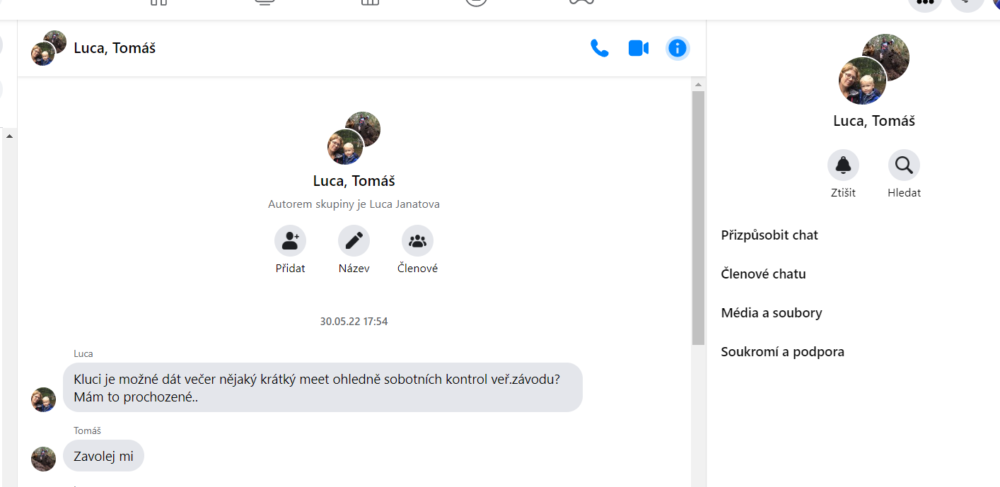 Luca, Tomáš
Luca, Tomáš
Autorem skupiny je Luca Janatova
Přidat
Název
Členové
30.05.22 17:54
Luca
Kluci je možné dát večer nějaký krátký meet ohledně sobotních kontrol veř.závodu?
Mám to prochozené..
Tomáš
Zavolej mi
Luca, Tomáš
Ztišit
Hledat
Přizpůsobit chat
Členové chatu
Média a soubory
Soukromí a podpora